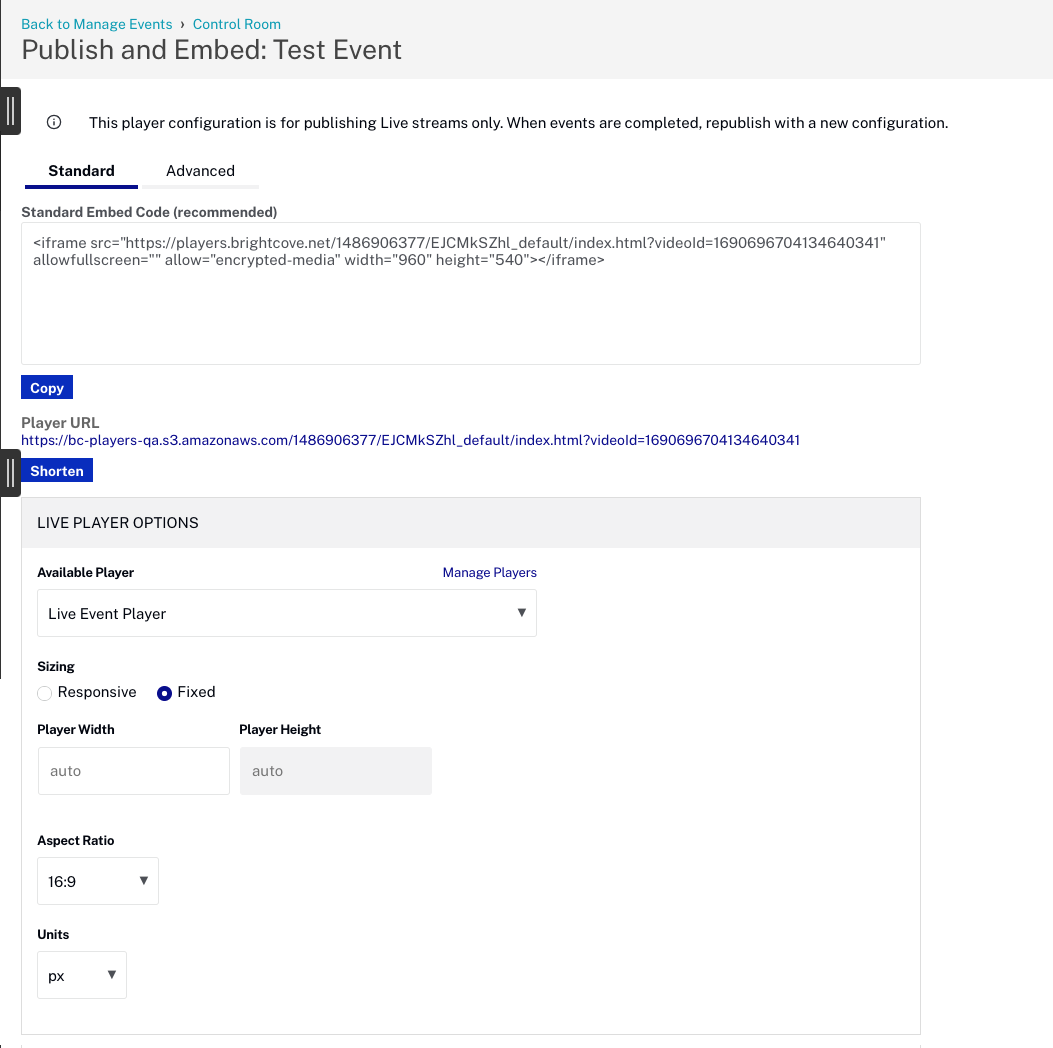 Back to Manage Events › Control Room
Publish and Embed: Test Event
This player configuration is for publishing Live streams only. When events are completed, republish with a new configuration.
Standard Advanced
Standard Embed Code (recommended)
<iframe src="https://players.brightcove.net/1486906377/EJCMkSZhl_default/index.html?videoId=1690696704134640341"
allowfullscreen="" allow="encrypted-media" width="960" height="540"></iframe>
Copy
Player URL
https://bc-players-qa.s3.amazonaws.com/1486906377/EJCMkSZhl_default/index.html?videoId=1690696704134640341
Shorten
LIVE PLAYER OPTIONS
Available Player Manage Players
Live Event Player
Sizing
Responsive Fixed
Player Width Player Height
auto auto
Aspect Ratio
16:9
Units
px